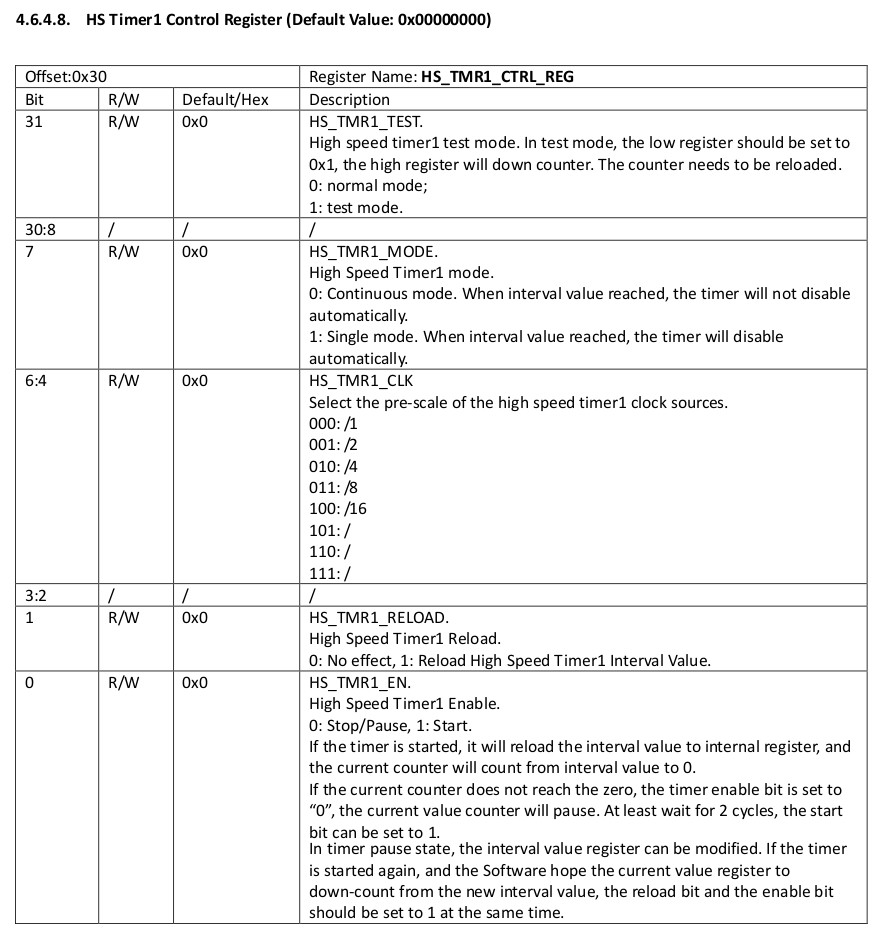 4.6.4.8. HS Timer1 Control Register (Default Value: 0x00000000)
Offset:0x30 Register Name: HS_TMR1_CTRL_REG
Bit R/W Default/Hex Description
31 R/W 0x0 HS_TMR1_TEST.
High speed timer1 test mode. In test mode, the low register should be set to
0x1, the high register will down counter. The counter needs to be reloaded.
0: normal mode;
1: test mode.
30:8 / / /
7 R/W 0x0 HS_TMR1_MODE.
High Speed Timer1 mode.
0: Continuous mode. When interval value reached, the timer will not disable
automatically.
1: Single mode. When interval value reached, the timer will disable
automatically.
6:4 R/W 0x0 HS_TMR1_CLK
Select the pre-scale of the high speed timer1 clock sources.
000: /1
001: /2
010: /4
011: /8
100: /16
101: /
110: /
111: /
3:2 / / /
1 R/W 0x0 HS_TMR1_RELOAD.
High Speed Timer1 Reload.
0: No effect, 1: Reload High Speed Timer1 Interval Value.
0 R/W 0x0 HS_TMR1_EN.
High Speed Timer1 Enable.
0: Stop/Pause, 1: Start.
If the timer is started, it will reload the interval value to internal register, and
the current counter will count from interval value to 0.
If the current counter does not reach the zero, the timer enable bit is set to
“0”, the current value counter will pause. At least wait for 2 cycles, the start
bit can be set to 1.
In timer pause state, the interval value register can be modified. If the timer
is started again, and the Software hope the current value register to
down-count from the new interval value, the reload bit and the enable bit
should be set to 1 at the same time.